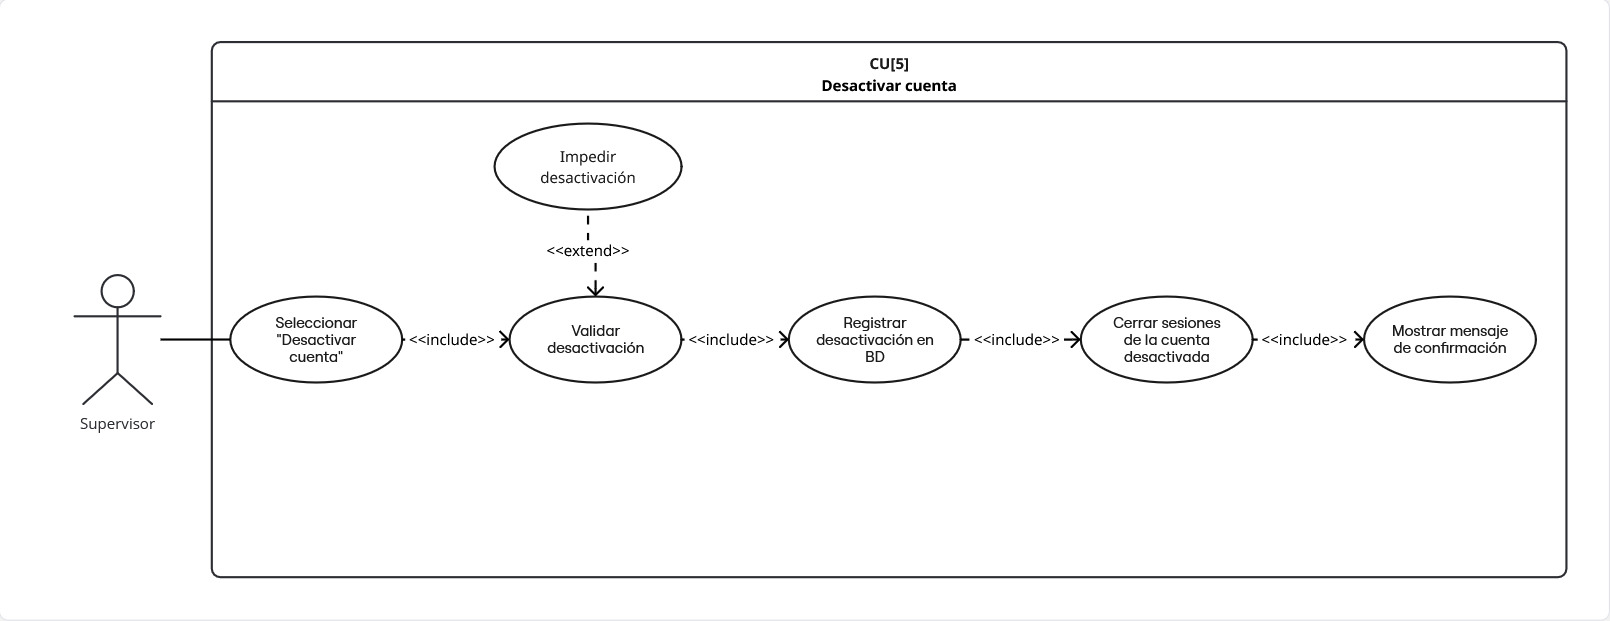 CU[5]
Desactivar cuenta
Impedir
desactivación
<<extend>>
Supervisor
Seleccionar
"Desactivar
cuenta"
<<include>>
Validar
desactivación
<<include>>
Registrar
desactivación en
BD
<<include>>
Cerrar sesiones
de la cuenta
desactivada
<<include>>
Mostrar mensaje
de confirmación